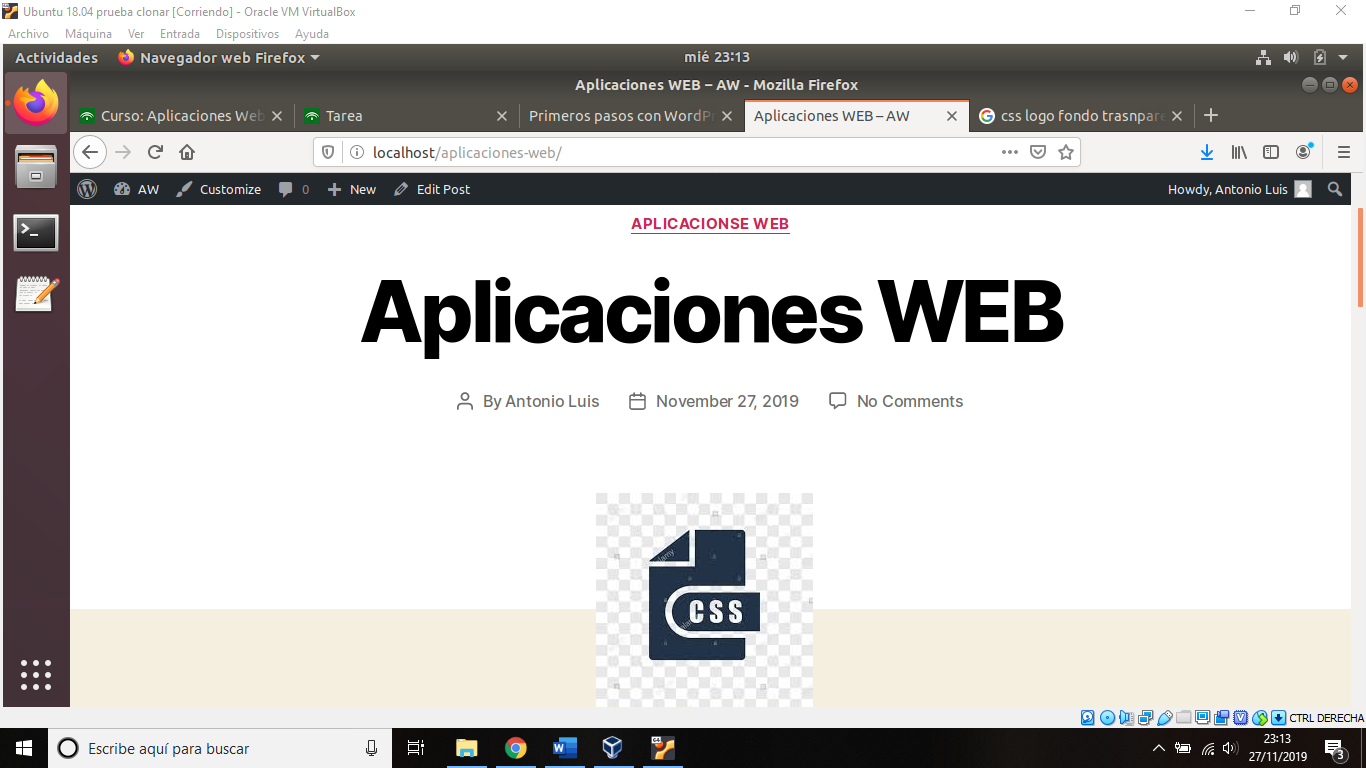 Ubuntu 18.04 prueba clonar [Corriendo] - Oracle VM VirtualBox
Archivo Máquina Ver Entrada Dispositivos Ayuda
Actividades Navegador web Firefox mié 23:13
Aplicaciones WEB – AW - Mozilla Firefox
Curso: Aplicaciones Web Tarea Primeros pasos con WordPr Aplicaciones WEB – AW css logo fondo trasnpare
localhost/aplicaciones-web/
AW Customize 0 New Edit Post Howdy, Antonio Luis
APLICACIONSE WEB
Aplicaciones WEB
By Antonio Luis November 27, 2019 No Comments
alamy
CSS
CTRL DERECHA
Escribe aquí para buscar
23:13
27/11/2019
3